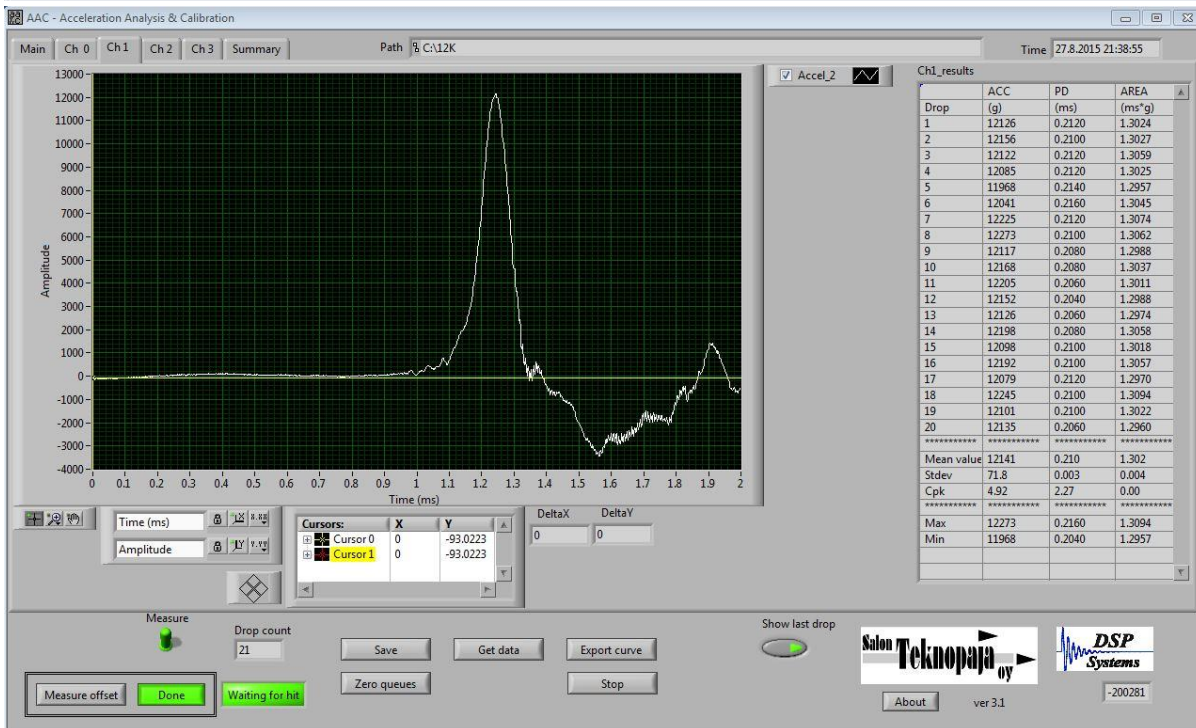 AAC - Acceleration Analysis & Calibration
Main Ch 0 Ch 1 Ch 2 Ch 3 Summary
Path C:\12K
Time 27.8.2015 21:38:55
13000
12000
11000
10000
9000
8000
7000
6000
5000
4000
3000
2000
1000
0
-1000
-2000
-3000
-4000
Amplitude
0 0.1 0.2 0.3 0.4 0.5 0.6 0.7 0.8 0.9 1.0 1.1 1.2 1.3 1.4 1.5 1.6 1.7 1.8 1.9 2
Time (ms)
Accel_2
Ch1_results
ACC PD AREA
Drop (g) (ms) (ms*g)
1 12126 0.2120 1.3024
2 12156 0.2100 1.3027
3 12122 0.2120 1.3059
4 12085 0.2120 1.3025
5 11968 0.2140 1.2957
6 12041 0.2160 1.3045
7 12225 0.2120 1.3074
8 12273 0.2100 1.3062
9 12117 0.2080 1.2988
10 12168 0.2080 1.3037
11 12205 0.2060 1.3011
12 12152 0.2040 1.2988
13 12126 0.2060 1.2974
14 12198 0.2080 1.3058
15 12098 0.2100 1.3018
16 12192 0.2100 1.3057
17 12079 0.2120 1.2970
18 12245 0.2100 1.3094
19 12101 0.2100 1.3022
20 12135 0.2060 1.2960
*********** *********** *********** ***********
Mean value 12141 0.210 1.302
Stdev 71.8 0.003 0.004
Cpk 4.92 2.27 0.00
*********** *********** *********** ***********
Max 12273 0.2160 1.3094
Min 11968 0.2040 1.2957
Time (ms)
Amplitude
Cursors: X Y
Cursor 0 0 -93.0223
Cursor 1 0 -93.0223
DeltaX DeltaY
0 0
Measure
Drop count
21
Measure offset Done Waiting for hit
Save Get data Export curve
Zero queues Stop
Show last drop
Salon Teknopaja oy
DSP Systems
About ver 3.1
-200281